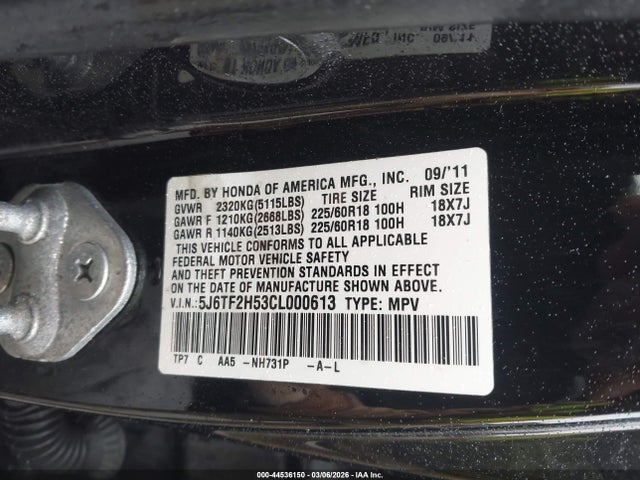 MFD. BY HONDA OF AMERICA MFG., INC. 09/'11
GVWR 2320KG(5115LBS) TIRE SIZE RIM SIZE
GAWR F 1210KG(2668LBS) 225/60R18 100H 18X7J
GAWR R 1140KG(2513LBS) 225/60R18 100H 18X7J
THIS VEHICLE CONFORMS TO ALL APPLICABLE
FEDERAL MOTOR VEHICLE SAFETY
AND THEFT PREVENTION STANDARDS IN EFFECT
ON THE DATE OF MANUFACTURE SHOWN ABOVE.
V.I.N.:5J6TF2H53CL000613 TYPE: MPV
TP7 C AA5 -NH731P -A-L
000-44536150 - 03/06/2026 - IAA Inc.